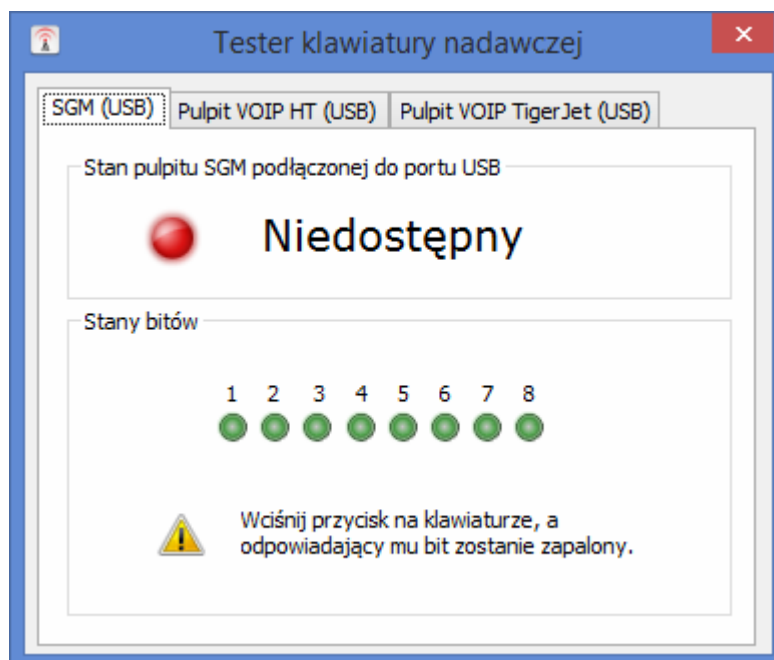 Tester klawiatury nadawczej
SGM (USB) Pulpit VOIP HT (USB) Pulpit VOIP TigerJet (USB)
Stan pulpitu SGM podłączonej do portu USB
Niedostępny
Stany bitów
1 2 3 4 5 6 7 8
Wciśnij przycisk na klawiaturze, a
odpowiadający mu bit zostanie zapalony.